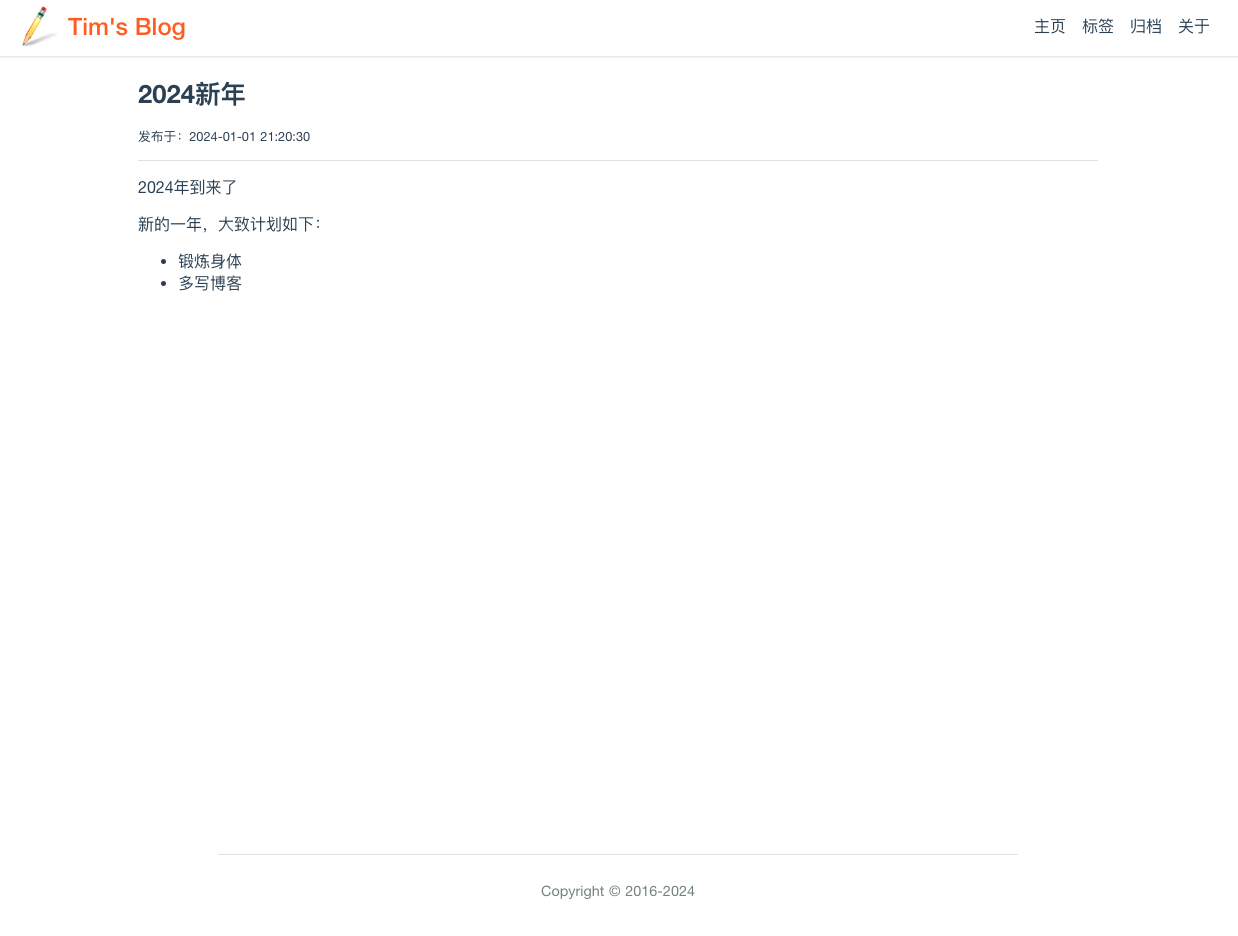 Tim's Blog
主页 标签 归档 关于
2024新年
发布于：2024-01-01 21:20:30
2024年到来了
新的一年，大致计划如下：
锻炼身体
多写博客
Copyright © 2016-2024